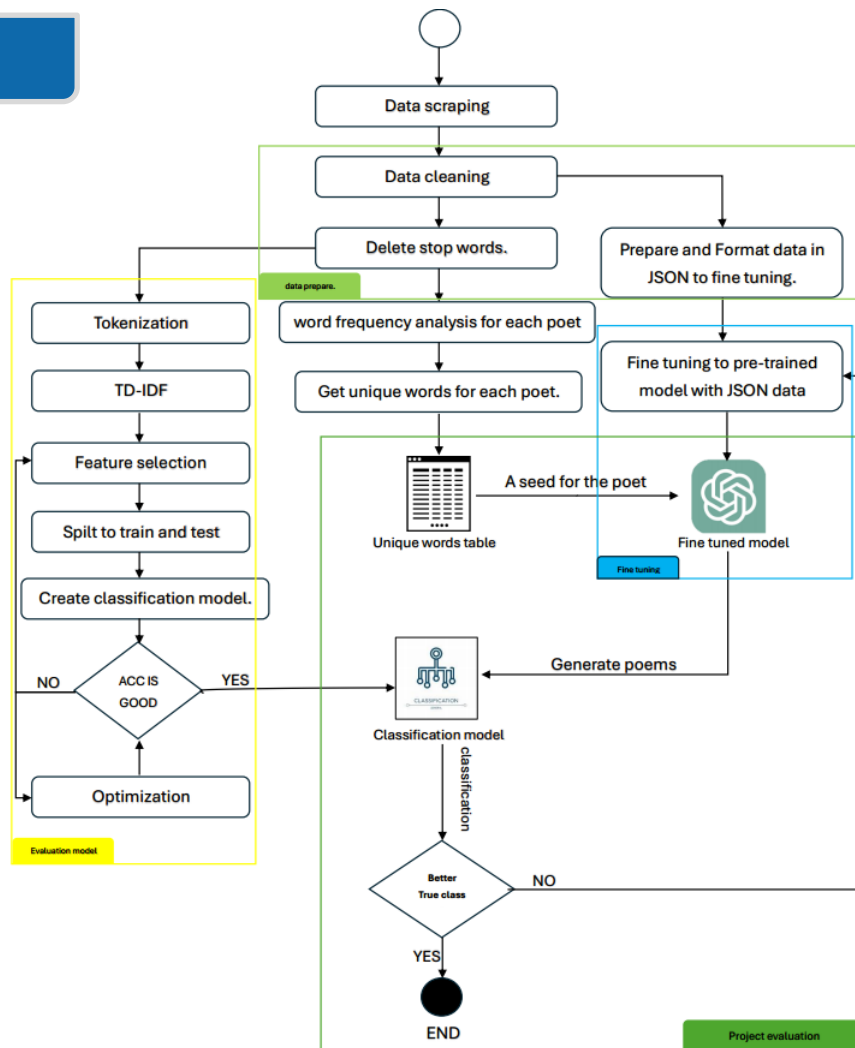 Data scraping
Data cleaning
Delete stop words.
Prepare and Format data in
JSON to fine tuning.
data prepare.
Tokenization
word frequency analysis for each poet
TD-IDF
Get unique words for each poet.
Fine tuning to pre-trained
model with JSON data
Feature selection
A seed for the poet
Spilt to train and test
Unique words table
Fine tuned model
Fine tuning
Create classification model.
ACC IS
GOOD
NO
YES
Generate poems
CLASSIFICATION
Classification model
classification
Optimization
Evaluation model
Better
True class
NO
YES
END
Project evaluation